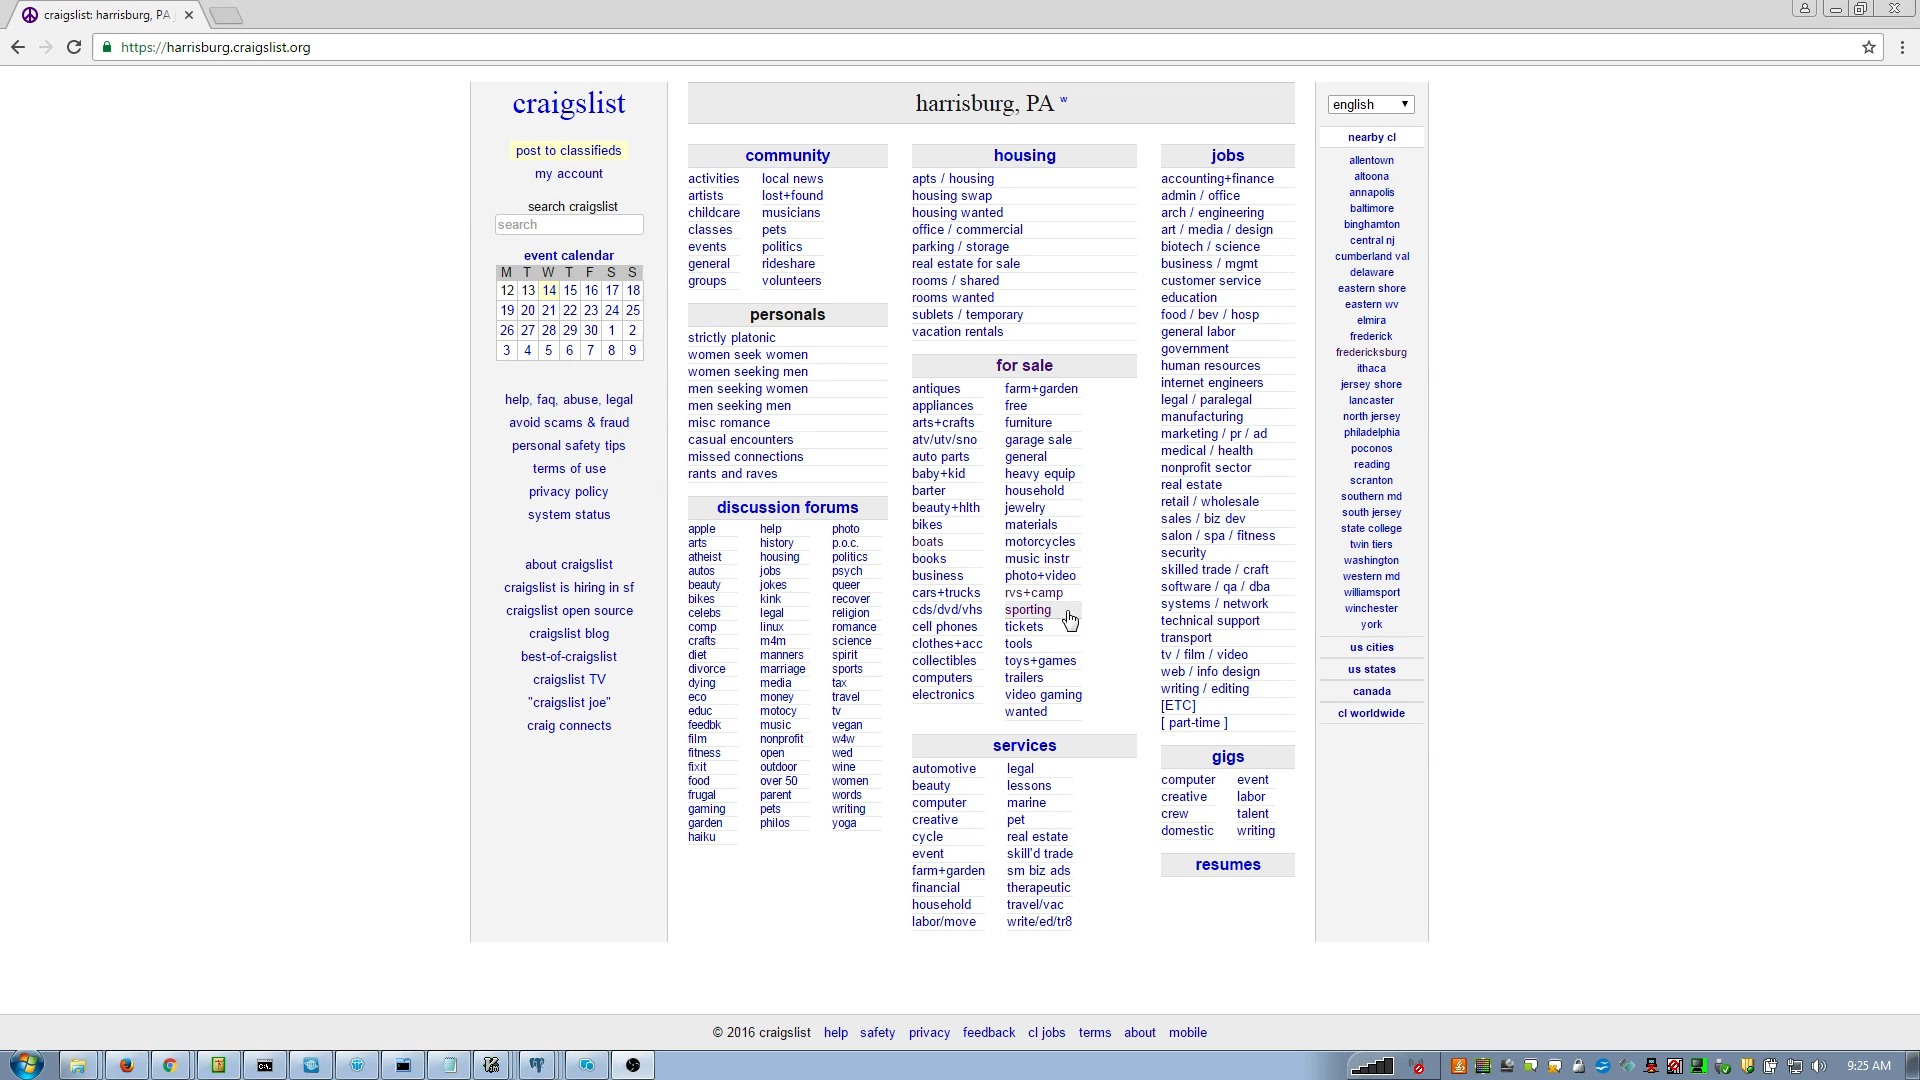 craigslist: harrisburg, PA
https://harrisburg.craigslist.org
craigslist
post to classifieds
my account
search craigslist
search
event calendar
M T W T F S S
12 13 14 15 16 17 18
19 20 21 22 23 24 25
26 27 28 29 30 1 2
3 4 5 6 7 8 9
help, faq, abuse, legal
avoid scams & fraud
personal safety tips
terms of use
privacy policy
system status
about craigslist
craigslist is hiring in sf
craigslist open source
craigslist blog
best-of-craigslist
craigslist TV
"craigslist joe"
craig connects
harrisburg, PA w
community
activities
artists
childcare
classes
events
general
groups
local news
lost+found
musicians
pets
politics
rideshare
volunteers
personals
strictly platonic
women seek women
women seeking men
men seeking women
men seeking men
misc romance
casual encounters
missed connections
rants and raves
discussion forums
apple
arts
atheist
autos
beauty
bikes
celebs
comp
crafts
diet
divorce
dying
eco
educ
feedbk
film
fitness
fixit
food
frugal
gaming
garden
haiku
help
history
housing
jobs
jokes
kink
legal
linux
m4m
manners
marriage
media
money
motocy
music
nonprofit
open
outdoor
over 50
parent
pets
philos
photo
p.o.c.
politics
psych
queer
recover
religion
romance
science
spirit
sports
tax
travel
tv
vegan
w4w
wed
wine
women
words
writing
yoga
housing
apts / housing
housing swap
housing wanted
office / commercial
parking / storage
real estate for sale
rooms / shared
rooms wanted
sublets / temporary
vacation rentals
for sale
antiques
appliances
arts+crafts
atv/utv/sno
auto parts
baby+kid
barter
beauty+hlth
bikes
boats
books
business
cars+trucks
cds/dvd/vhs
cell phones
clothes+acc
collectibles
computers
electronics
farm+garden
free
furniture
garage sale
general
heavy equip
household
jewelry
materials
motorcycles
music instr
photo+video
rvs+camp
sporting
tickets
tools
toys+games
trailers
video gaming
wanted
services
automotive
beauty
computer
creative
cycle
event
farm+garden
financial
household
labor/move
legal
lessons
marine
pet
real estate
skill'd trade
sm biz ads
therapeutic
travel/vac
write/ed/tr8
jobs
accounting+finance
admin / office
arch / engineering
art / media / design
biotech / science
business / mgmt
customer service
education
food / bev / hosp
general labor
government
human resources
internet engineers
legal / paralegal
manufacturing
marketing / pr / ad
medical / health
nonprofit sector
real estate
retail / wholesale
sales / biz dev
salon / spa / fitness
security
skilled trade / craft
software / qa / dba
systems / network
technical support
transport
tv / film / video
web / info design
writing / editing
[ETC]
[ part-time ]
gigs
computer
creative
crew
domestic
event
labor
talent
writing
resumes
english
nearby cl
allentown
altoona
annapolis
baltimore
binghamton
central nj
cumberland val
delaware
eastern shore
eastern wv
elmira
frederick
fredericksburg
ithaca
jersey shore
lancaster
north jersey
philadelphia
poconos
reading
scranton
southern md
south jersey
state college
twin tiers
washington
western md
williamsport
winchester
york
us cities
us states
canada
cl worldwide
© 2016 craigslist help safety privacy feedback cl jobs terms about mobile
9:25 AM